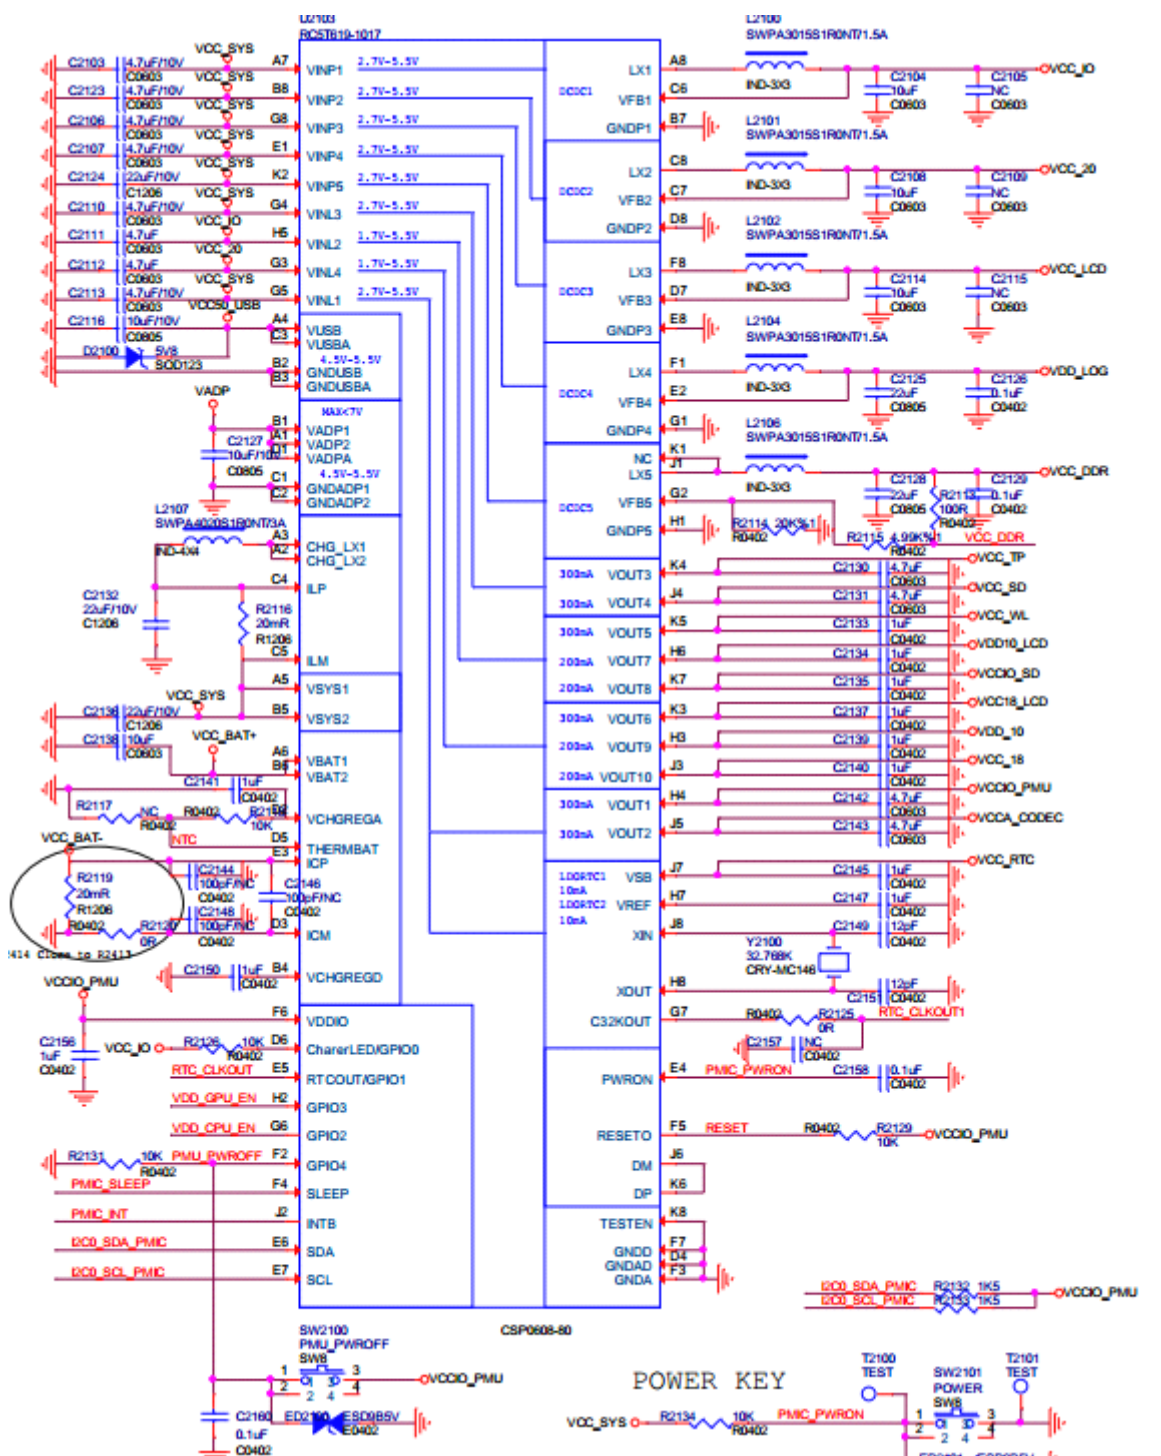 U2103
RC5T619-1017
L2100
SWPA3015S1R0NT/1.5A
VCC_SYS
C2103 4.7uF/10V A7 VINP1 2.7V-5.5V
C0603
DCDC1 LX1 A8 IND-3X3 C2104 C2105 VCC_IO
10uF NC
C0603 C0603
C2123 4.7uF/10V B8 VINP2 2.7V-5.5V VFB1 C6
C0603
VCC_SYS
C2106 4.7uF/10V G8 VINP3 2.7V-5.5V GNDP1 B7
C0603
L2101
SWPA3015S1R0NT/1.5A
VCC_SYS
C2107 4.7uF/10V E1 VINP4 2.7V-5.5V
C0603
C2124 22uF/10V K2 VINP5 2.7V-5.5V
C1206
VCC_SYS
DCDC2 LX2 C8 IND-3X3 C2108 C2109 VCC_20
10uF NC
C0603 C0603
VFB2 C7
C2110 4.7uF/10V G4 VINL3 2.7V-5.5V
C0603
VCC_IO
GNDP2 D8
L2102
SWPA3015S1R0NT/1.5A
C2111 4.7uF H5 VINL2 1.7V-5.5V
C0603
VCC_20
C2112 4.7uF G3 VINL4 1.7V-5.5V
C0603
VCC_SYS
DCDC3 LX3 F8 IND-3X3 C2114 C2115 VCC_LCD
10uF NC
C0603 C0603
C2113 4.7uF/10V G5 VINL1 2.7V-5.5V VFB3 D7
C0603
VCC50_USB
C2116 10uF/10V A4 VUSB
C0805 C3 VUSBA
GNDP3 E8
L2104
SWPA3015S1R0NT/1.5A
D2100 5V8
SOD123
4.5V-5.5V
B2 GNDUSB
B3 GNDUSBA
DCDC4 LX4 F1 IND-3X3 C2125 C2126 VDD_LOG
22uF 0.1uF
C0805 C0402
VFB4 E2
VADP
MAX<7V
B1 VADP1
A1 VADP2
D1 VADPA
C2127
10uF/10V
C0805
GNDP4 G1
L2106
SWPA3015S1R0NT/1.5A
4.5V-5.5V
C1 GNDADP1
C2 GNDADP2
NC K1
DCDC5 LX5 J1 IND-3X3 C2128 C2129 VCC_DDR
22uF 0.1uF
C0805 C0402
R2113
100R
R0402
VFB5 G2
GNDP5 H1 R2114 20K%1
R0402
R2115 4.99K%1 VCC_DDR
R0402
L2107
SWPA4020S1R0NT/3A
IND-4X4
A3 CHG_LX1
A2 CHG_LX2
C4 ILP
C2132
22uF/10V
C1206
R2116
20mR
R1206
C5 ILM
A5 VSYS1
VCC_SYS
C2136 22uF/10V B5 VSYS2
C1206
C2138 10uF VCC_BAT+
C0603
A6 VBAT1
B6 VBAT2
C2141 1uF
C0402
300mA VOUT3 K4 C2130 4.7uF VCC_TP
C0603
300mA VOUT4 J4 C2131 4.7uF VCC_SD
C0603
300mA VOUT5 K5 C2133 1uF VCC_WL
C0402
200mA VOUT7 H6 C2134 1uF VDD10_LCD
C0402
200mA VOUT8 K7 C2135 1uF VCCIO_SD
C0402
300mA VOUT6 K3 C2137 1uF VCC18_LCD
C0402
200mA VOUT9 H3 C2139 1uF VDD_10
C0402
200mA VOUT10 J3 C2140 1uF VCC_18
C0402
300mA VOUT1 H4 C2142 4.7uF VCCIO_PMU
C0603
300mA VOUT2 J5 C2143 4.7uF VCCA_CODEC
C0603
R2117 NC R0402
R0402 10K
VCHGREGA
VCC_BAT-
NTC D5 THERMBAT
E3 ICP
R2119
20mR
R1206
C2144
100pF/NC
C0402
C2146
100pF/NC
C0402
R0402
0R
C2148
100pF/NC
C0402
D3 ICM
2414 Close to R2413
C2150 1uF B4 VCHGREGD
C0402
LDORTC1
10mA
LDORTC2
10mA
VSB J7 C2145 1uF VCC_RTC
C0402
VREF H7 C2147 1uF
C0402
XIN J8 C2149 12pF
C0402
Y2100
32.768K
CRY-MC146
XOUT H8 C2151 12pF
C0402
C32KOUT G7 R0402 R2125 RTC_CLKOUT1
0R
C2157 NC
C0402
VCCIO_PMU
F6 VDDIO
C2156
1uF
C0402
VCC_IO R2126 10K D6 CharerLED/GPIO0
R0402
RTC_CLKOUT E5 RTCOUT/GPIO1
PWRON E4 PMIC_PWRON C2158 0.1uF
C0402
VDD_GPU_EN H2 GPIO3
VDD_CPU_EN G6 GPIO2
RESETO F5 RESET R0402 R2129 VCCIO_PMU
10K
R2131 10K PMU_PWROFF F2 GPIO4
R0402
DM J6
PMIC_SLEEP F4 SLEEP
DP K6
PMIC_INT J2 INTB
TESTEN K8
I2C0_SDA_PMIC E6 SDA
GNDD F7
GNDAD D4
I2C0_SCL_PMIC E7 SCL
GNDA F3
I2C0_SDA_PMIC R2132 1K5 VCCIO_PMU
I2C0_SCL_PMIC R2133 1K5
CSP0608-80
SW2100
PMU_PWROFF
SW8
1 3 VCCIO_PMU
2 4
2 4
C2160
0.1uF
C0402
ESD9B5V
E0402
POWER KEY
T2100
TEST
SW2101
POWER
SW8
T2101
TEST
VCC_SYS R2134 10K PMIC_PWRON
R0402
1 3
2 4
2 4